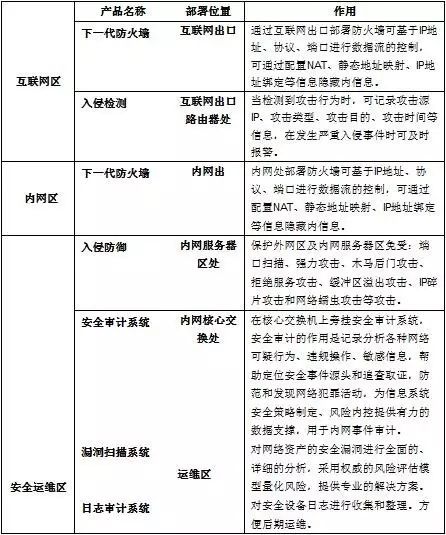 产品名称 部署位置 作用
互联网区
下一代防火墙 互联网出口 通过互联网出口部署防火墙可基于IP地
址、协议、端口进行数据流的控制，
可通过配置NAT、静态地址映射、IP地
址绑定等信息隐藏内信息。
入侵检测 互联网出口 当检测到攻击行为时，可记录攻击源
路由器处 IP、攻击类型、攻击目的、攻击时间等
信息，在发生严重入侵事件时可及时
报警。
内网区
下一代防火墙 内网出 内网处部署防火墙可基于IP地址、协
议、端口进行数据流的控制，可通过
配置NAT、静态地址映射、IP地址绑定
等信息隐藏内网信息。
入侵防御 内网服务器 保护外网区及内网服务器区免受：端
区处 口扫描、强力攻击、木马后门攻击、
拒绝服务攻击、缓冲区溢出攻击、IP碎
片攻击和网络蠕虫攻击等攻击。
安全审计系统 内网核心交 在核心交换机上旁挂安全审计系统，
换处 安全审计的作用是记录分析各种网络
可疑行为、违规操作、敏感信息，帮
助定位安全事件源头和追查取证，防
范和发现网络犯罪活动，为信息系统
安全策略制定、风险内控提供有力的
数据支撑，用于内网事件审计。
漏洞扫描系统 对网络资产的安全漏洞进行全面的、
运维区 详细的分析，采用权威的风险评估模
型量化风险，提供专业的解决方案。
安全运维区
日志审计系统 对安全设备日志进行收集和整理。方
便后期运维。